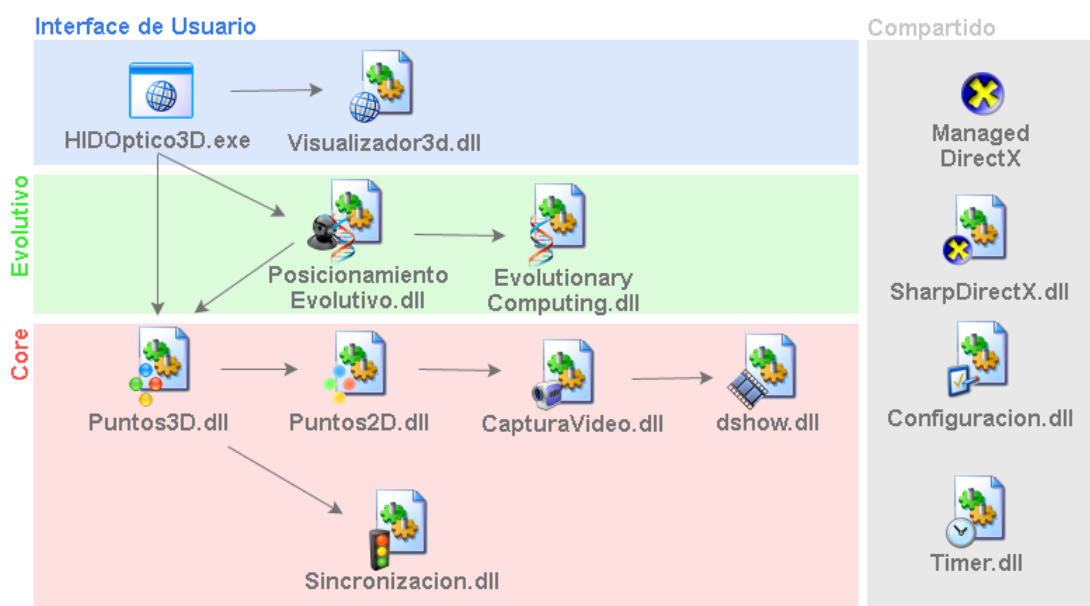 Interface de Usuario
Compartido
HIDOptico3D.exe
Visualizador3d.dll
Managed
DirectX
Evolutivo
Posicionamiento
Evolutivo.dll
Evolutionary
Computing.dll
SharpDirectX.dll
Core
Puntos3D.dll
Puntos2D.dll
CapturaVideo.dll
dshow.dll
Configuracion.dll
Sincronizacion.dll
Timer.dll